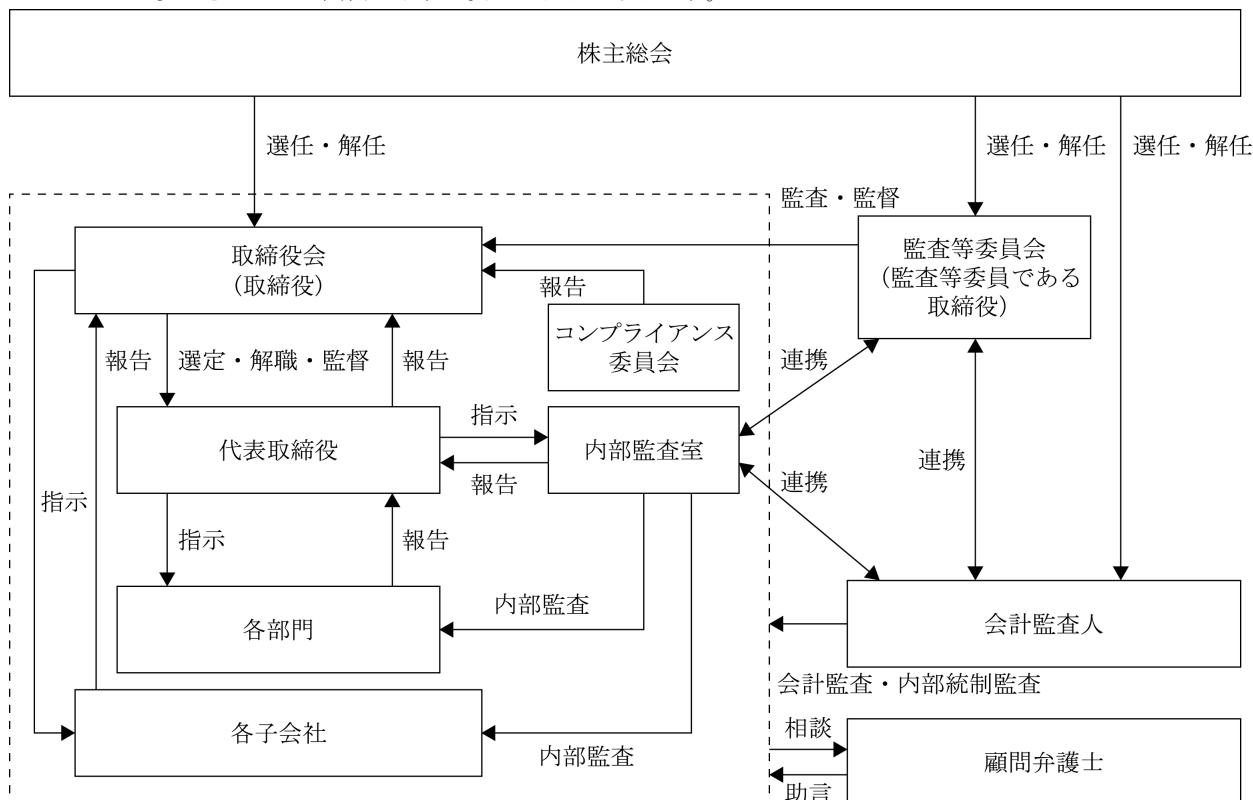 株主総会
選任・解任
選任・解任
選任・解任
監査・監督
取締役会
(取締役)
監査等委員会
(監査等委員である
取締役)
報告
コンプライアンス
委員会
報告
選定・解職・監督
報告
連携
代表取締役
指示
内部監査室
報告
連携
連携
指示
指示
報告
各部門
内部監査
会計監査人
会計監査・内部統制監査
各子会社
内部監査
相談
顧問弁護士
助言